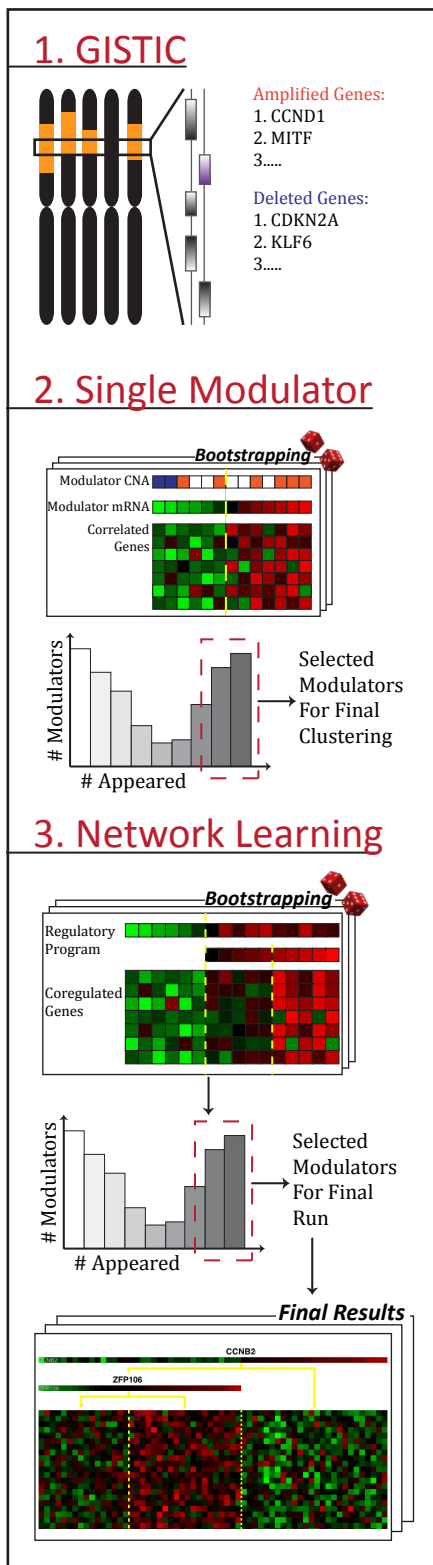 1. GISTIC
Amplified Genes:
1. CCND1
2. MITF
3.....
Deleted Genes:
1. CDKN2A
2. KLF6
3.....
2. Single Modulator
Bootstrapping
Modulator CNA
Modulator mRNA
Correlated
Genes
# Modulators
# Appeared
Selected
Modulators
For Final
Clustering
3. Network Learning
Bootstrapping
Regulatory
Program
Coregulated
Genes
# Modulators
# Appeared
Selected
Modulators
For Final
Run
Final Results
CCNB2
ZFP106